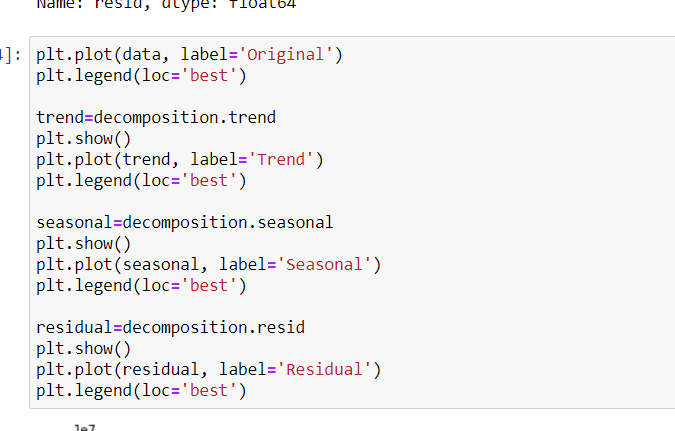 Name: resid, dtype: float64
4]: plt.plot(data, label='Original')
plt.legend(loc='best')
trend=decomposition.trend
plt.show()
plt.plot(trend, label='Trend')
plt.legend(loc='best')
seasonal=decomposition.seasonal
plt.show()
plt.plot(seasonal, label='Seasonal')
plt.legend(loc='best')
residual=decomposition.resid
plt.show()
plt.plot(residual, label='Residual')
plt.legend(loc='best')
1e7